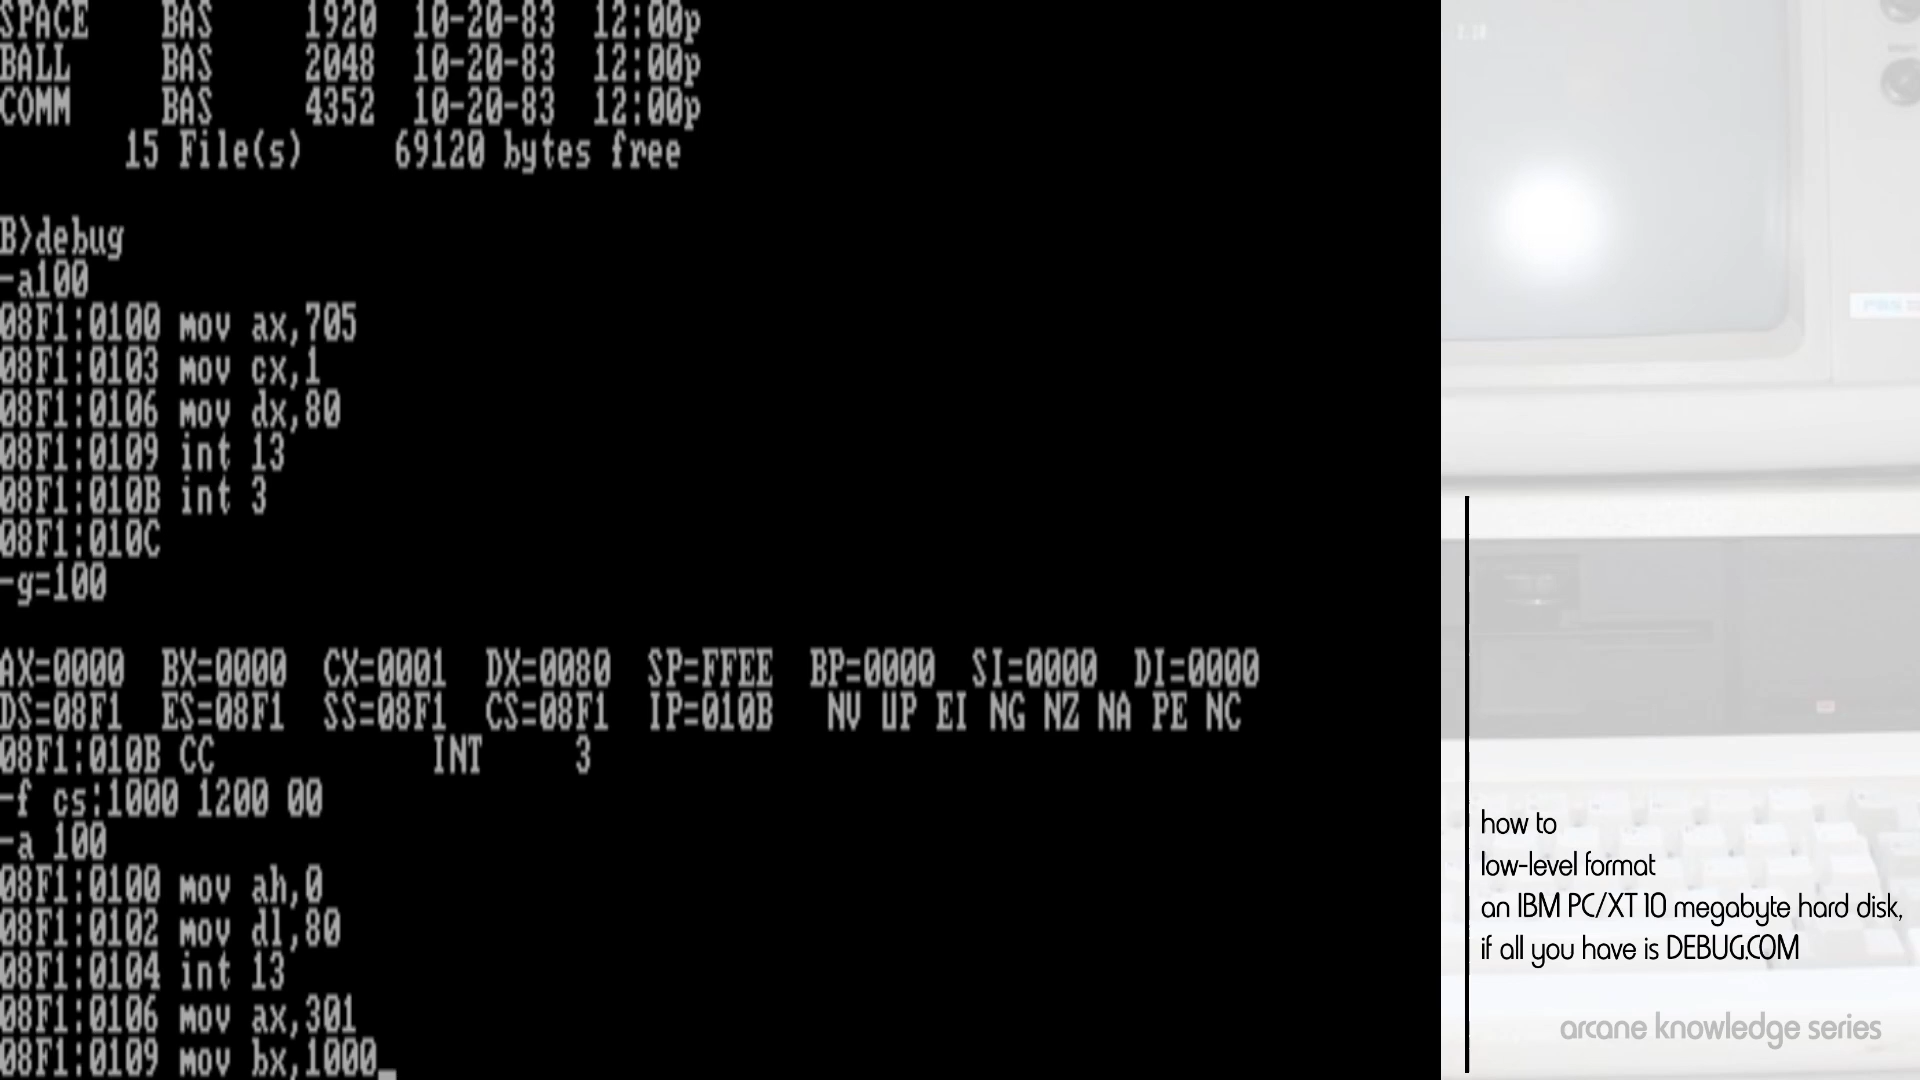 SPACE BAS 1920 10-20-83 12:00p
BALL BAS 2048 10-20-83 12:00p
COMM BAS 4352 10-20-83 12:00p
15 File(s) 69120 bytes free
B>debug
-a100
08F1:0100 mov ax,705
08F1:0103 mov cx,1
08F1:0106 mov dx,80
08F1:0109 int 13
08F1:010B int 3
08F1:010C
-g=100
AX=0000 BX=0000 CX=0001 DX=0080 SP=FFEE BP=0000 SI=0000 DI=0000
DS=08F1 ES=08F1 SS=08F1 CS=08F1 IP=010B NV UP EI NG NZ NA PE NC
08F1:010B CC INT 3
-f cs:1000 1200 00
-a 100
08F1:0100 mov ah,0
08F1:0102 mov dl,80
08F1:0104 int 13
08F1:0106 mov ax,301
08F1:0109 mov bx,1000_
how to
low-level format
an IBM PC/XT 10 megabyte hard disk,
if all you have is DEBUG.COM
arcane knowledge series